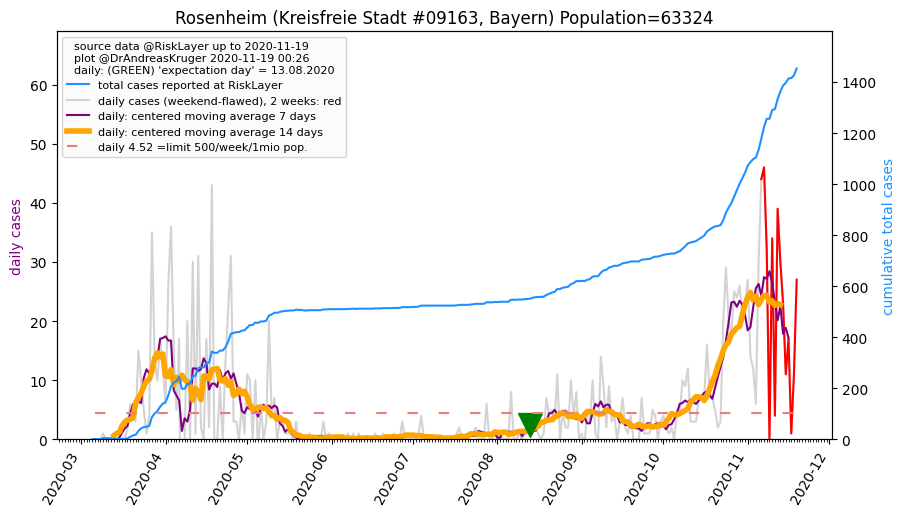 Rosenheim (Kreisfreie Stadt #09163, Bayern) Population=63324
source data @RiskLayer up to 2020-11-19
plot @DrAndreasKruger 2020-11-19 00:26
daily: (GREEN) 'expectation day' = 13.08.2020
total cases reported at RiskLayer
daily cases (weekend-flawed), 2 weeks: red
daily: centered moving average 7 days
daily: centered moving average 14 days
daily 4.52 =limit 500/week/1mio pop.
daily cases
60
50
40
30
20
10
0
cumulative total cases
1400
1200
1000
800
600
400
200
0
2020-03
2020-04
2020-05
2020-06
2020-07
2020-08
2020-09
2020-10
2020-11
2020-12